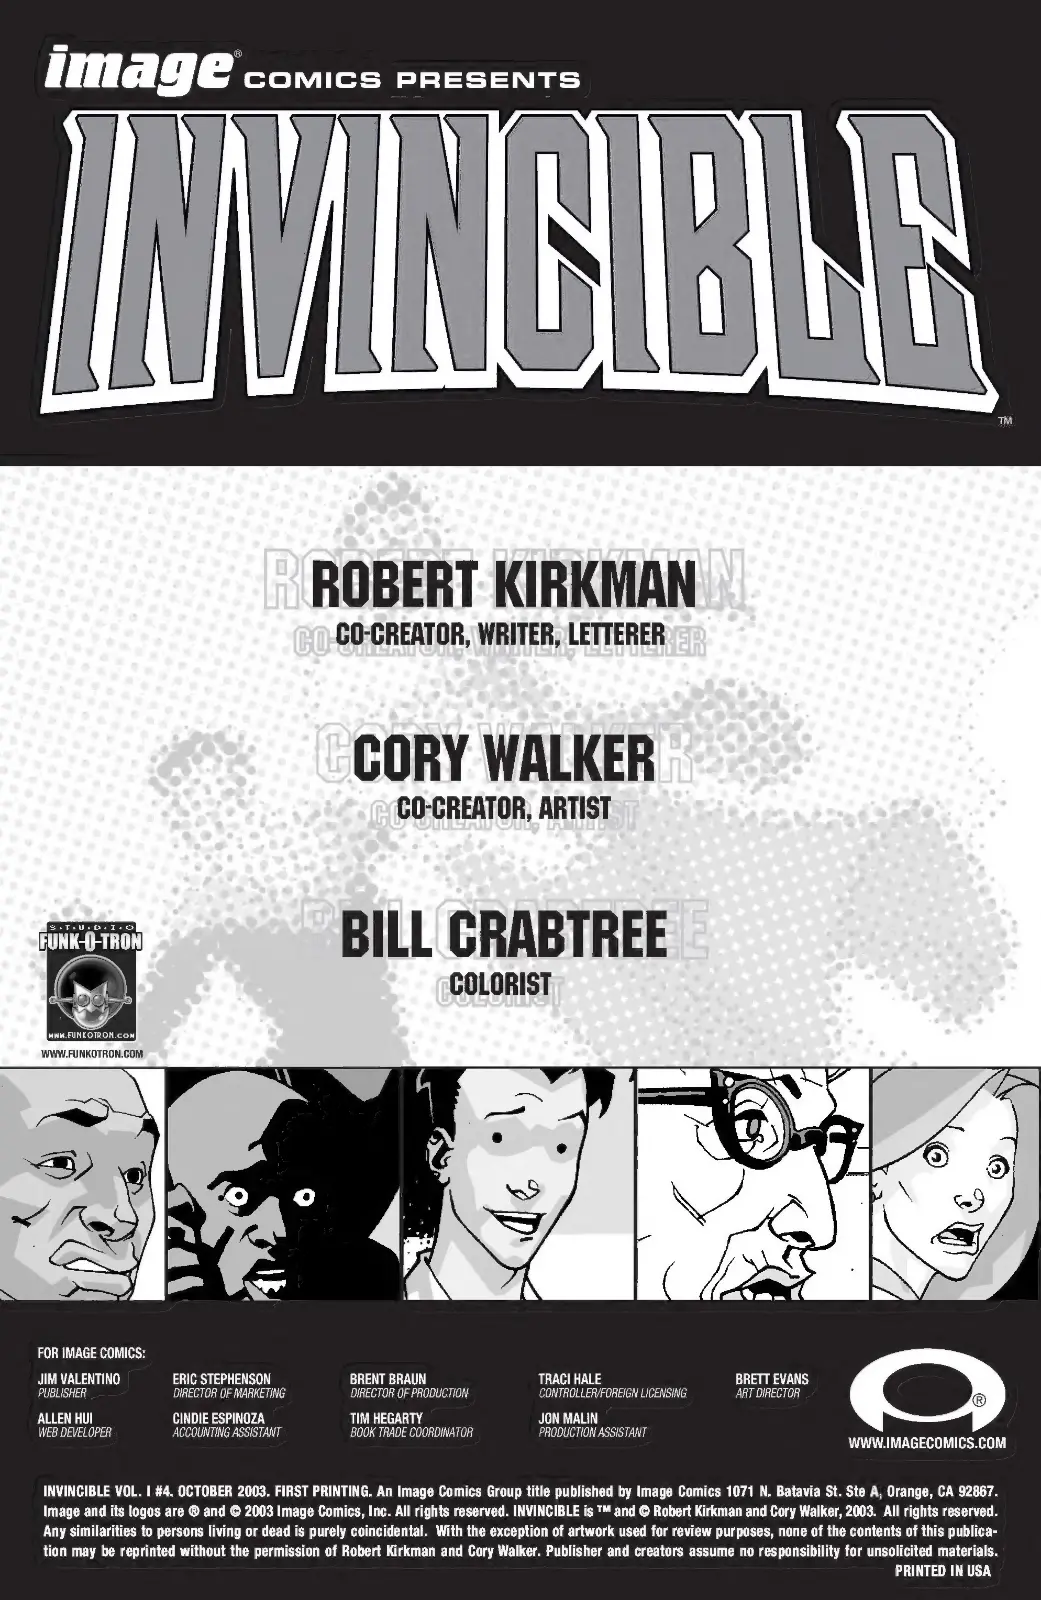 image® COMICS PRESENTS
INVINCIBLE™
ROBERT KIRKMAN
CO-CREATOR, WRITER, LETTERER
CORY WALKER
CO-CREATOR, ARTIST
BILL CRABTREE
COLORIST
S·T·U·D·I·O
FUNK-O-TRON
WWW.FUNKOTRON.COM
WWW.FUNKOTRON.COM
FOR IMAGE COMICS:
JIM VALENTINO
PUBLISHER
ERIC STEPHENSON
DIRECTOR OF MARKETING
BRENT BRAUN
DIRECTOR OF PRODUCTION
TRACI HALE
CONTROLLER/FOREIGN LICENSING
BRETT EVANS
ART DIRECTOR
ALLEN HUI
WEB DEVELOPER
CINDIE ESPINOZA
ACCOUNTING ASSISTANT
TIM HEGARTY
BOOK TRADE COORDINATOR
JON MALIN
PRODUCTION ASSISTANT
®
WWW.IMAGECOMICS.COM
INVINCIBLE VOL. I #4. OCTOBER 2003. FIRST PRINTING. An Image Comics Group title published by Image Comics 1071 N. Batavia St. Ste A, Orange, CA 92867.
Image and its logos are ® and © 2003 Image Comics, Inc. All rights reserved. INVINCIBLE is ™ and © Robert Kirkman and Cory Walker, 2003. All rights reserved.
Any similarities to persons living or dead is purely coincidental. With the exception of artwork used for review purposes, none of the contents of this publica-
tion may be reprinted without the permission of Robert Kirkman and Cory Walker. Publisher and creators assume no responsibility for unsolicited materials.
PRINTED IN USA